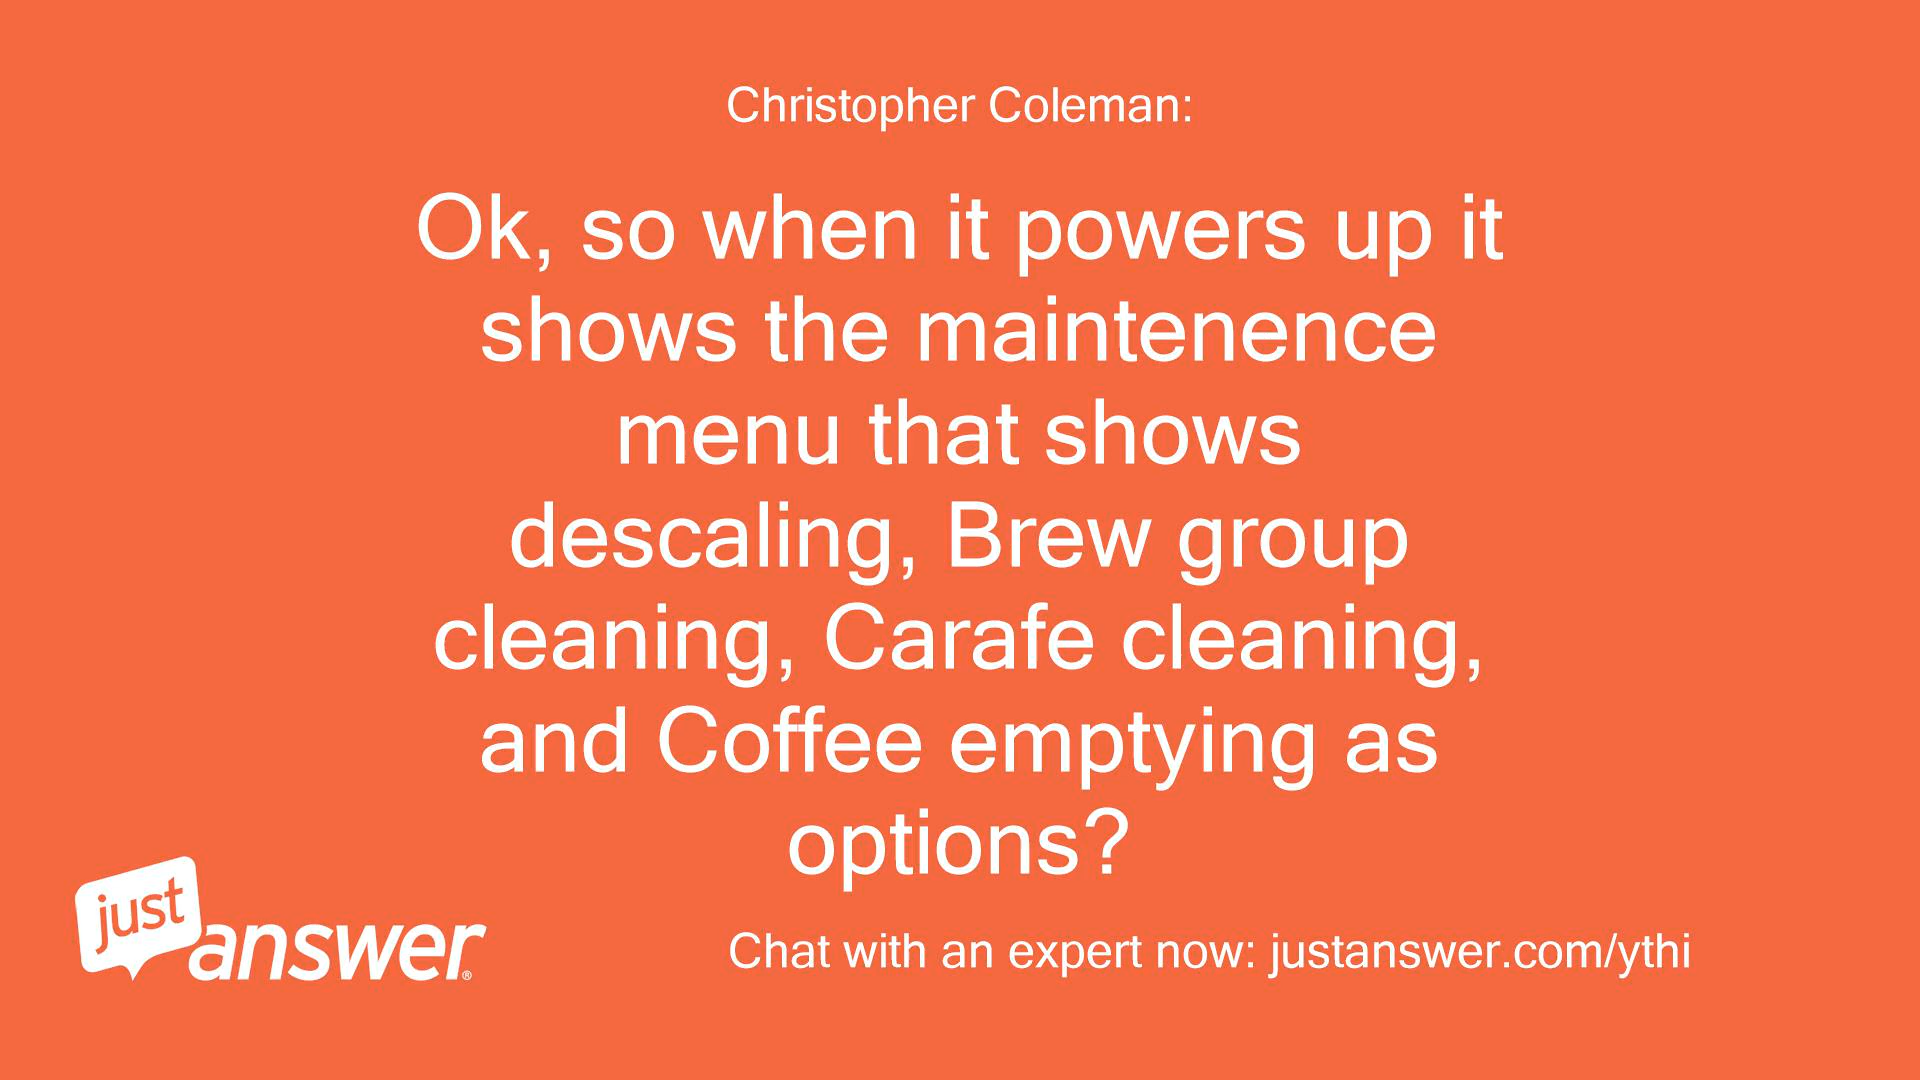 Christopher Coleman:
Ok, so when it powers up it
shows the maintenence
menu that shows
descaling, Brew group
cleaning, Carafe cleaning,
and Coffee emptying as
options?
just
answer®
Chat with an expert now: justanswer.com/ythi